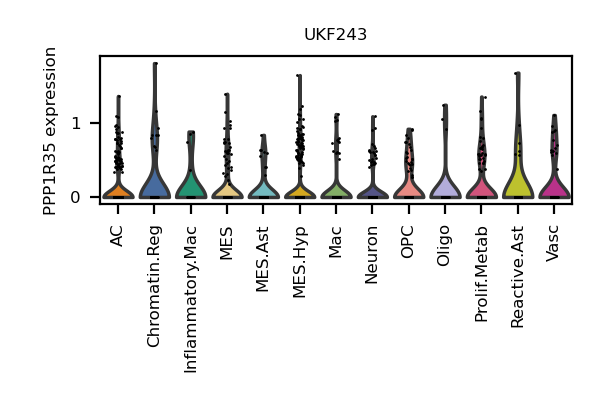 UKF243
PPP1R35 expression
1
0
AC
Chromatin.Reg
Inflammatory.Mac
MES
MES.Ast
MES.Hyp
Mac
Neuron
OPC
Oligo
Prolif.Metab
Reactive.Ast
Vasc